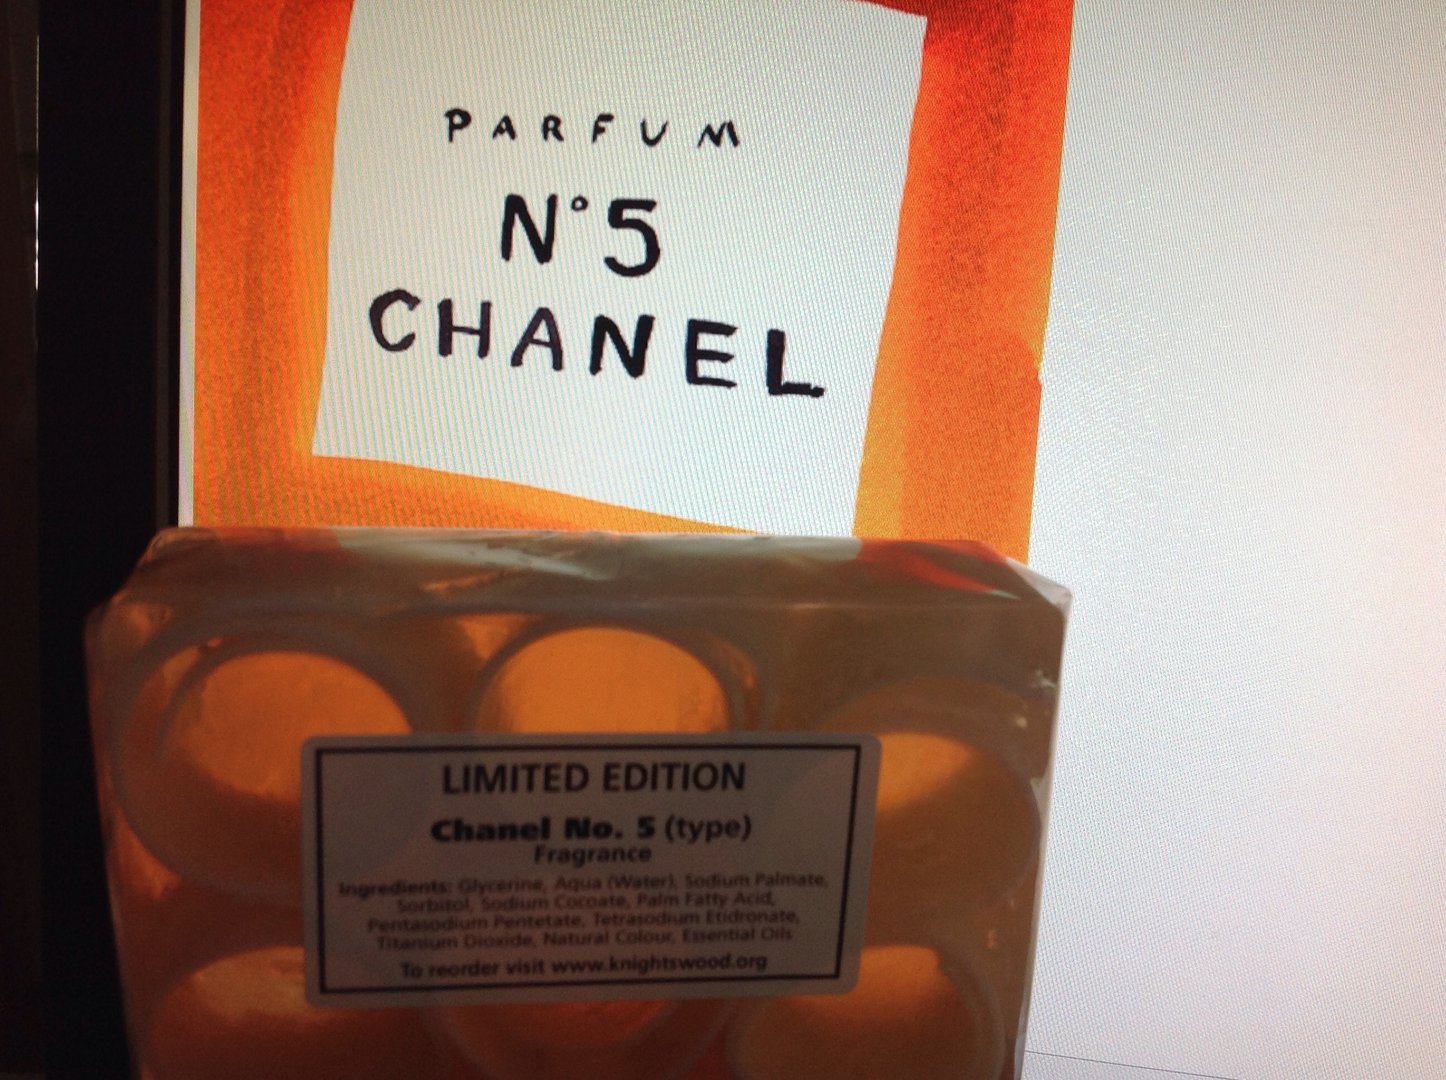 PARFUM
N°5
CHANEL
LIMITED EDITION
Chanel No. 5 (type)
Fragrance
Ingredients: Glycerine, Aqua (Water), Sodium Palmate,
Sorbitol, Sodium Cocoate, Palm Fatty Acid,
Pentasodium Pentetate, Tetrasodium Etidronate,
Titanium Dioxide, Natural Colour, Essential Oils
To reorder visit www.knightswood.org